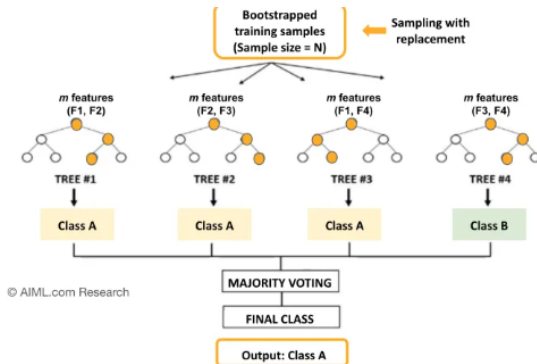 Bootstrapped
training samples
(Sample size = N)
Sampling with
replacement
m features
(F1, F2)
m features
(F2, F3)
m features
(F1, F4)
m features
(F3, F4)
TREE #1
TREE #2
TREE #3
TREE #4
Class A
Class A
Class A
Class B
MAJORITY VOTING
© AIML.com Research
FINAL CLASS
Output: Class A